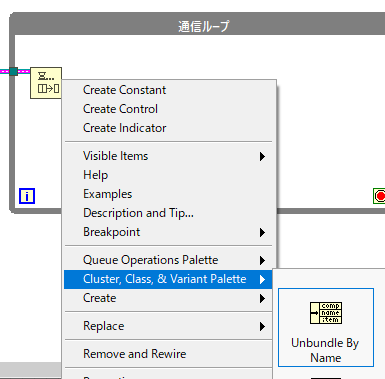 通信ループ
Create Constant
Create Control
Create Indicator
Visible Items
Help
Examples
Description and Tip...
Breakpoint
Queue Operations Palette
Cluster, Class, & Variant Palette
Create
Replace
Remove and Rewire
i
comp
name
item
Unbundle By
Name